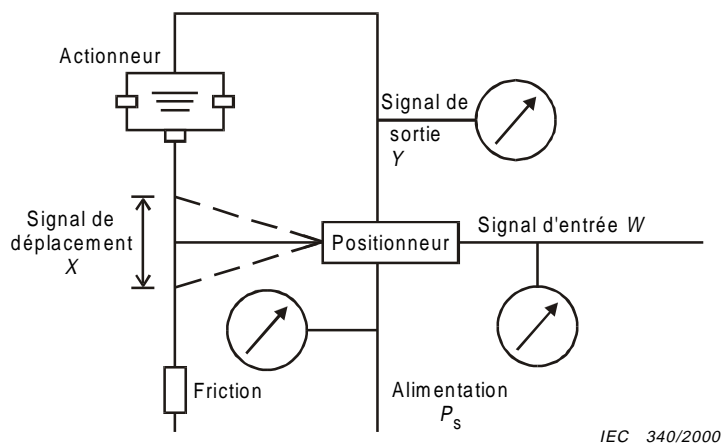 Actionneur
Signal de
sortie
Y
Signal de
déplacement
X
Positionneur
Signal d'entrée W
Friction
Alimentation
Ps
IEC 340/2000